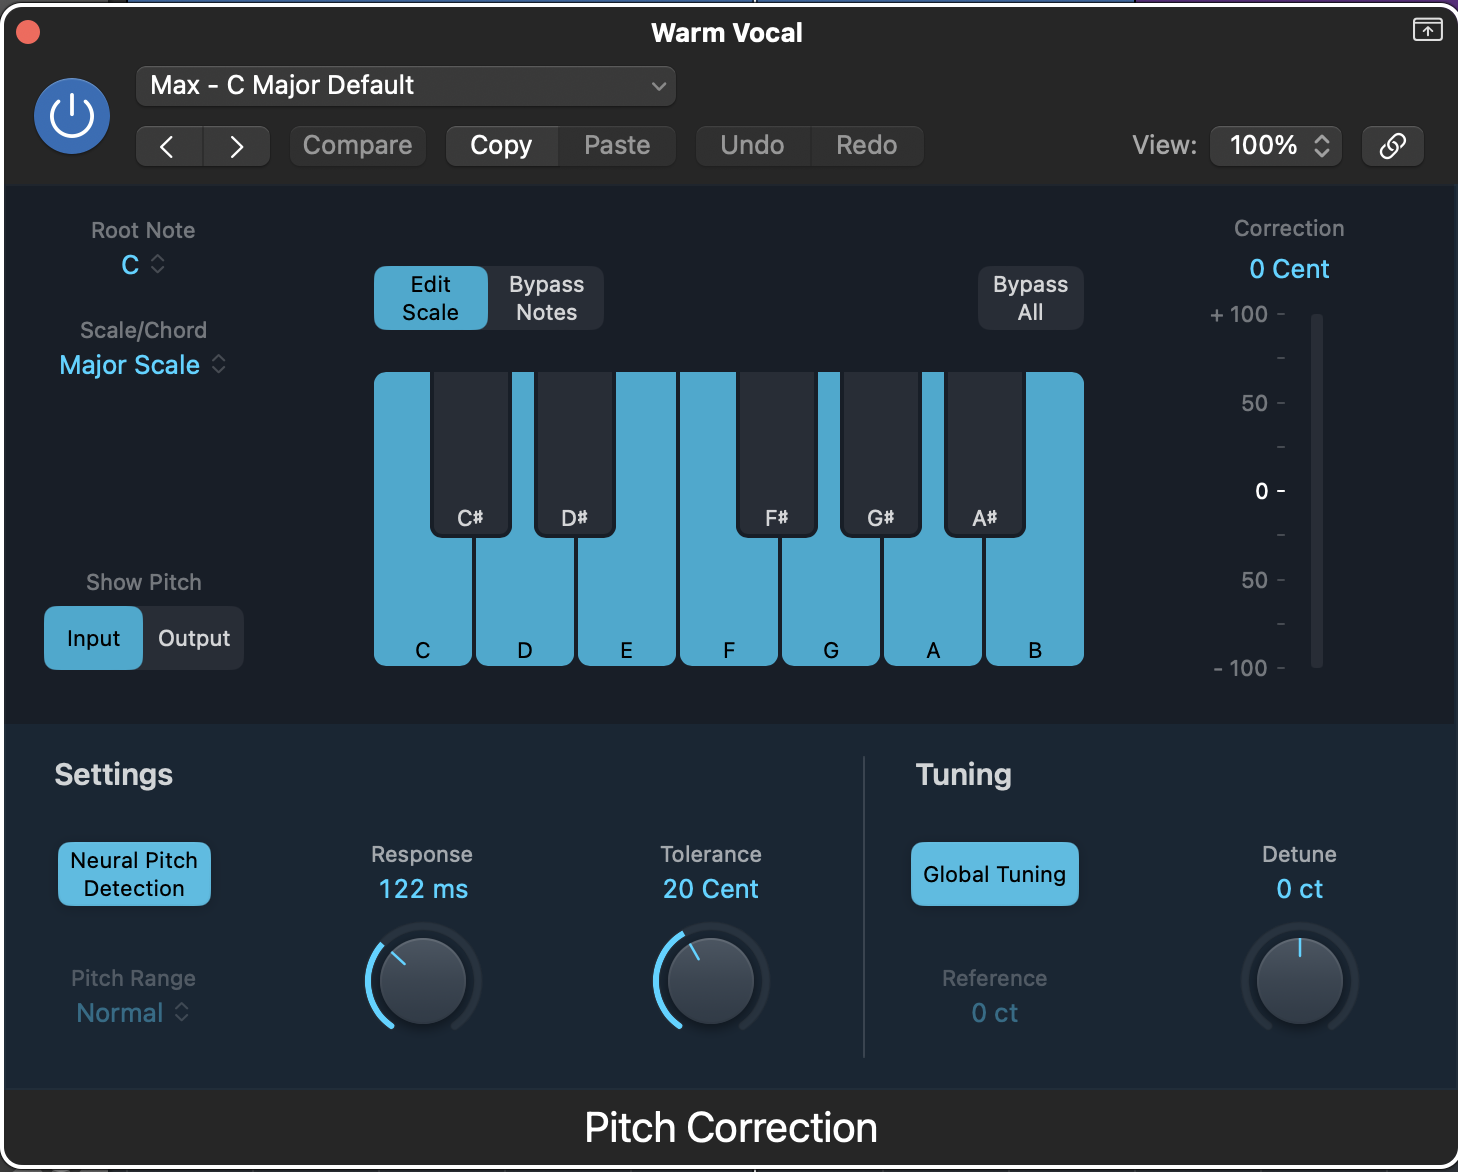 Warm Vocal
Max - C Major Default
Compare
Copy
Paste
Undo
Redo
View:
100%
Root Note
C
Scale/Chord
Major Scale
Edit
Scale
Bypass
Notes
Bypass
All
Correction
0 Cent
+ 100
50
0
50
- 100
C#
D#
F#
G#
A#
C
D
E
F
G
A
B
Show Pitch
Input
Output
Settings
Neural Pitch
Detection
Pitch Range
Normal
Response
122 ms
Tolerance
20 Cent
Tuning
Global Tuning
Reference
0 ct
Detune
0 ct
Pitch Correction